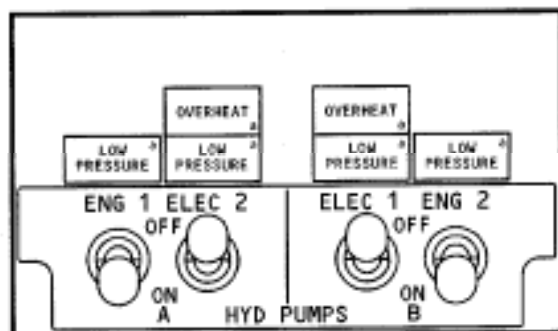 OVERHEAT a OVERHEAT a
LOW a LOW a LOW a LOW a
PRESSURE PRESSURE PRESSURE PRESSURE
ENG 1 ELEC 2 ELEC 1 ENG 2
OFF OFF
ON ON
A HYD PUMPS B